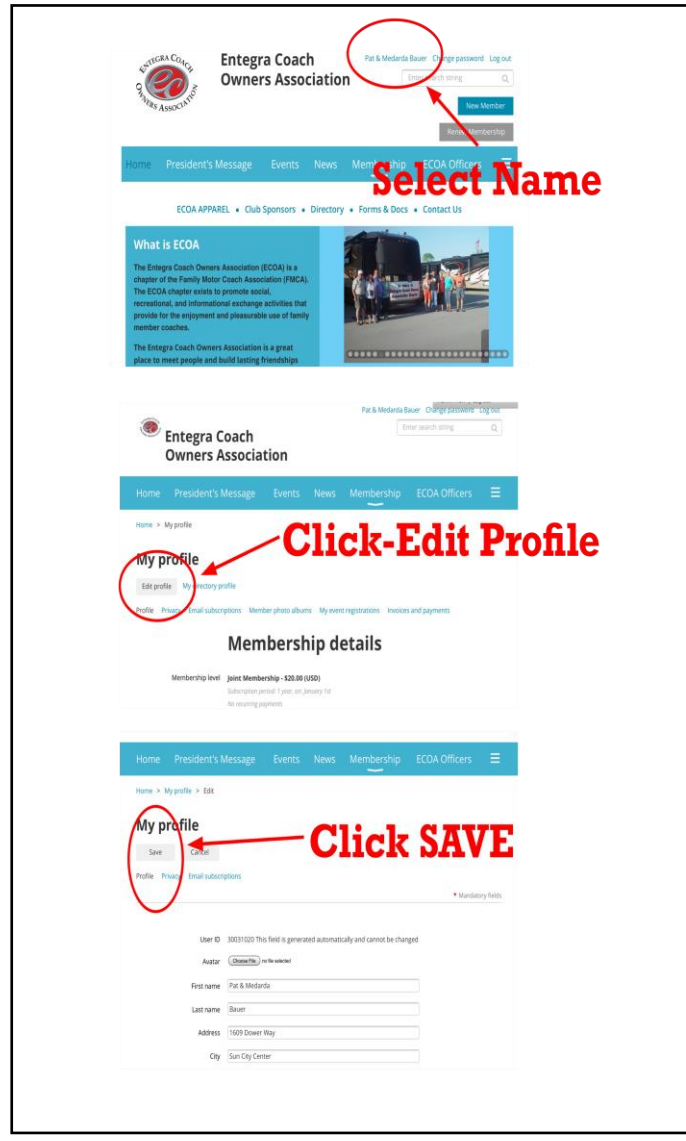 ENTEGRA COACH
OWNERS ASSOCIATION
ec
Entegra Coach
Owners Association
Pat & Medarda Bauer Change password Log out
Enter search string
New Member
Renew Membership
Home President's Message Events News Membership ECOA Officers
Select Name
ECOA APPAREL • Club Sponsors • Directory • Forms & Docs • Contact Us
What is ECOA
The Entegra Coach Owners Association (ECOA) is a
chapter of the Family Motor Coach Association (FMCA).
The ECOA chapter exists to promote social,
recreational, and informational exchange activities that
provide for the enjoyment and pleasurable use of family
member coaches.
The Entegra Coach Owners Association is a great
place to meet people and build lasting friendships
Pat & Medarda Bauer Change password Log out
Enter search string
Entegra Coach
Owners Association
Home President's Message Events News Membership ECOA Officers
Home > My profile
Click-Edit Profile
My profile
Edit profile My directory profile
Profile Privacy Email subscriptions Member photo albums My event registrations Invoices and payments
Membership details
Membership level Joint Membership - $20.00 (USD)
Subscription period: 1 year, on January 1st
No recurring payments
Home President's Message Events News Membership ECOA Officers
Home > My profile > Edit
My profile
Click SAVE
Save Cancel
Profile Privacy Email subscriptions
* Mandatory fields
User ID 30031020 This field is generated automatically and cannot be changed
Avatar Choose File no file selected
First name Pat & Medarda
Last name Bauer
Address 1609 Dower Way
City Sun City Center